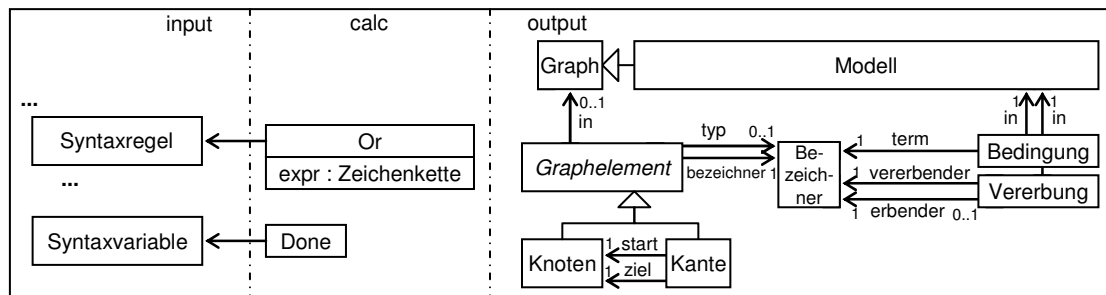 input calc output
Graph Modell
...
0..1
in
1 1
in in
Syntaxregel Or
expr : Zeichenkette
...
typ 0..1
Graphelement
bezeichner 1
Be-
zeich-
ner
1 term Bedingung
1 vererbender Vererbung
1 erbender 0..1
Syntaxvariable Done
Knoten 1 start Kante
1 ziel